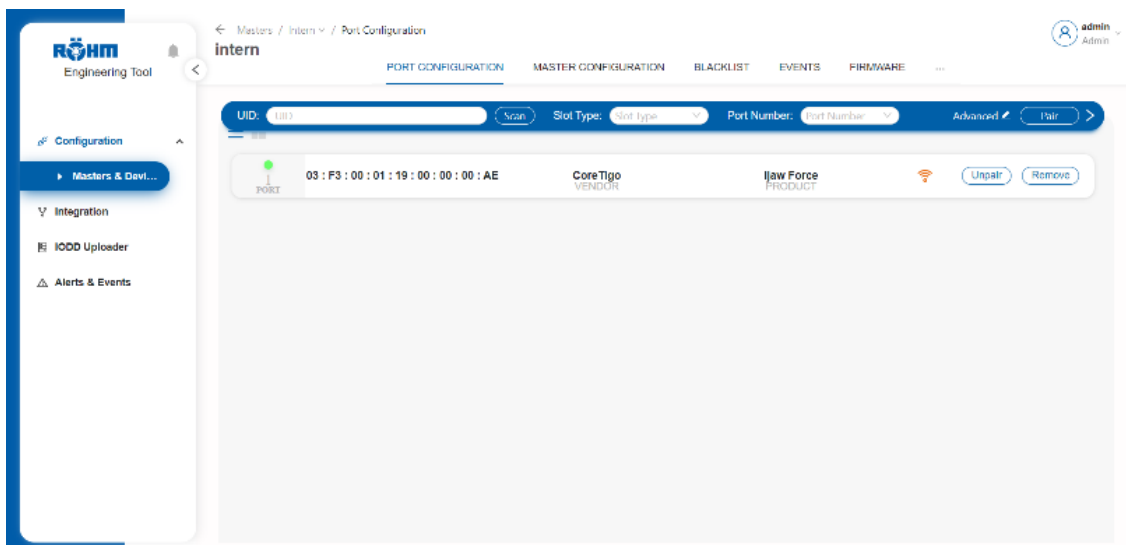 RÖHM
Engineering Tool
Configuration
Masters & Devi...
Integration
IODD Uploader
Alerts & Events
← Masters / Intern / Port Configuration
intern
admin
Admin
PORT CONFIGURATION MASTER CONFIGURATION BLACKLIST EVENTS FIRMWARE ...
UID: UID Scan Slot Type: Slot Type Port Number: Port Number Advanced Pair
1
PORT
03 : F3 : 00 : 01 : 19 : 00 : 00 : 00 : AE
CoreTigo
VENDOR
Ijaw Force
PRODUCT
Unpair Remove